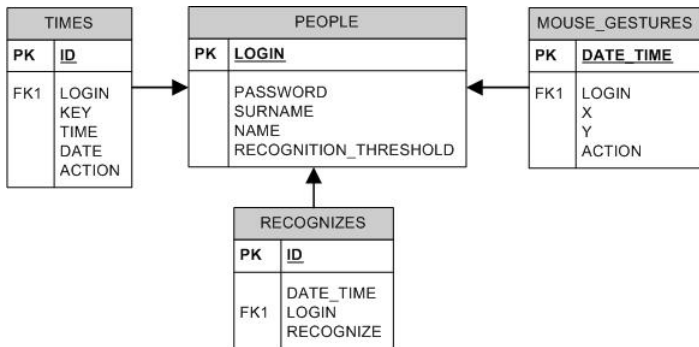 TIMES
PK ID
FK1 LOGIN
KEY
TIME
DATE
ACTION
PEOPLE
PK LOGIN
PASSWORD
SURNAME
NAME
RECOGNITION_THRESHOLD
MOUSE_GESTURES
PK DATE_TIME
FK1 LOGIN
X
Y
ACTION
RECOGNIZES
PK ID
DATE_TIME
FK1 LOGIN
RECOGNIZE